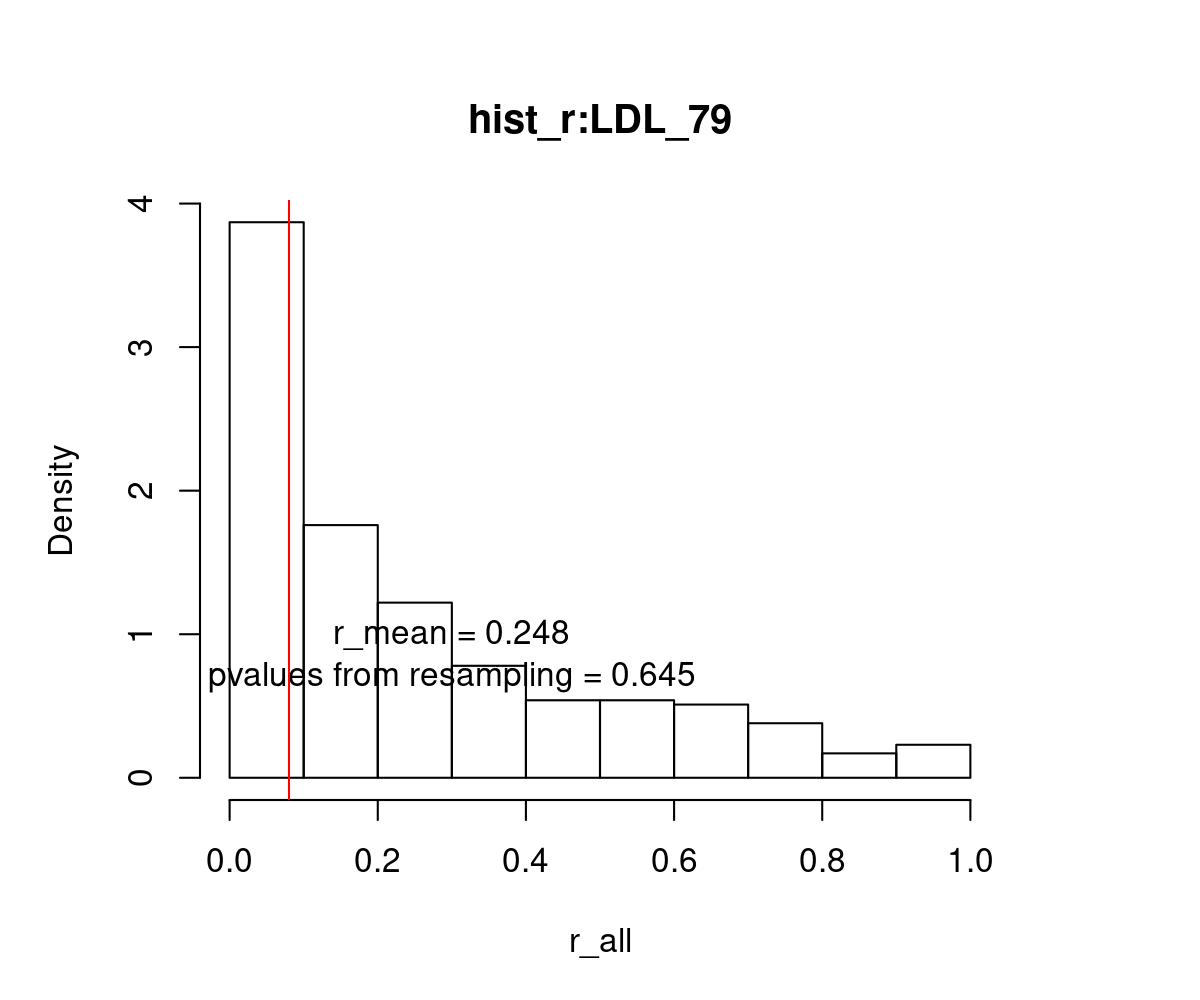 hist_r:LDL_79
4
3
2
1
0
Density
r_mean = 0.248
pvalues from resampling = 0.645
0.0 0.2 0.4 0.6 0.8 1.0
r_all